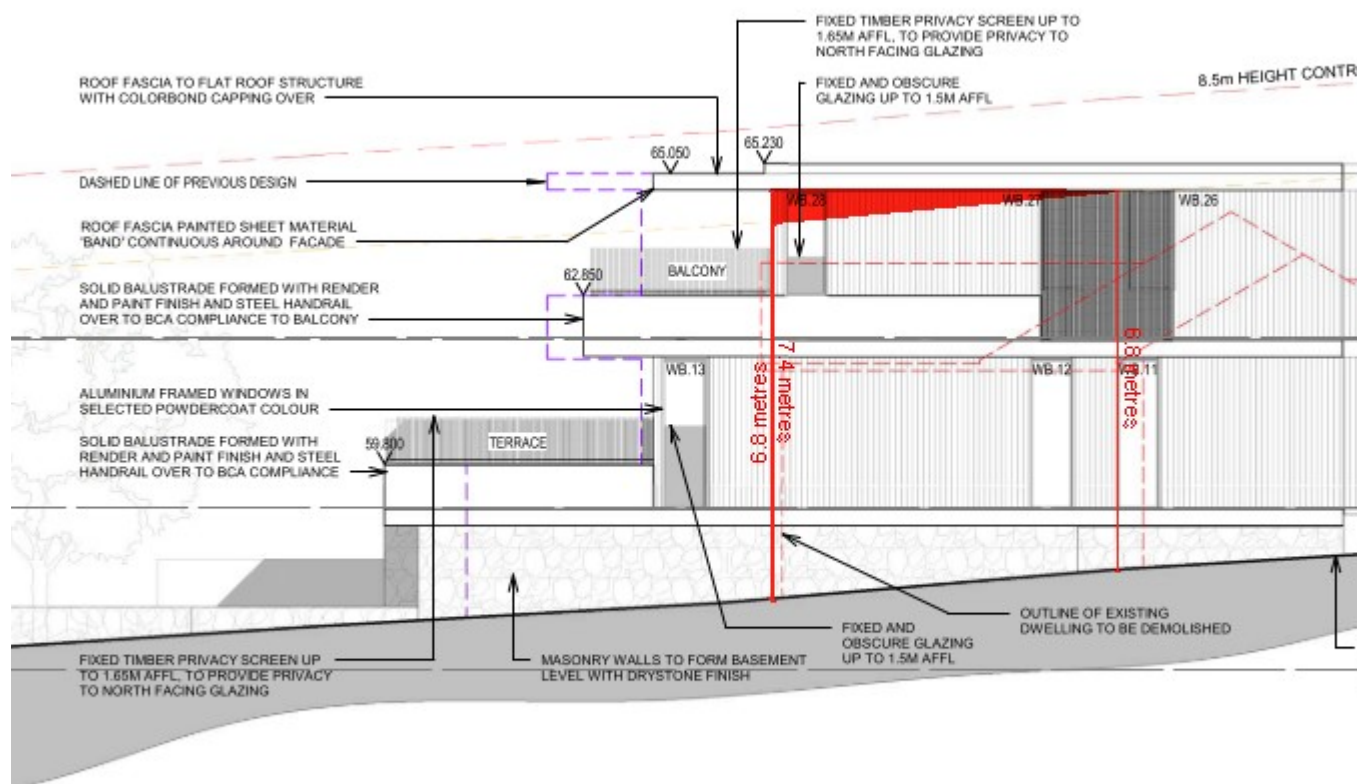 FIXED TIMBER PRIVACY SCREEN UP TO
1.65M AFFL, TO PROVIDE PRIVACY TO
NORTH FACING GLAZING
ROOF FASCIA TO FLAT ROOF STRUCTURE
WITH COLORBOND CAPPING OVER
FIXED AND OBSCURE
GLAZING UP TO 1.5M AFFL
8.5m HEIGHT CONTR
65.050
65.230
DASHED LINE OF PREVIOUS DESIGN
WB.28
WB.27
WB.26
ROOF FASCIA PAINTED SHEET MATERIAL
'BAND' CONTINUOUS AROUND FACADE
BALCONY
62.850
SOLID BALUSTRADE FORMED WITH RENDER
AND PAINT FINISH AND STEEL HANDRAIL
OVER TO BCA COMPLIANCE TO BALCONY
6.8 metres
7.4 metres
6.8 metres
WB.13
WB.12
WB.11
ALUMINIUM FRAMED WINDOWS IN
SELECTED POWDERCOAT COLOUR
SOLID BALUSTRADE FORMED WITH
RENDER AND PAINT FINISH AND STEEL
HANDRAIL OVER TO BCA COMPLIANCE
59.800
TERRACE
OUTLINE OF EXISTING
DWELLING TO BE DEMOLISHED
FIXED AND
OBSCURE GLAZING
UP TO 1.5M AFFL
FIXED TIMBER PRIVACY SCREEN UP
TO 1.65M AFFL, TO PROVIDE PRIVACY
TO NORTH FACING GLAZING
MASONRY WALLS TO FORM BASEMENT
LEVEL WITH DRYSTONE FINISH